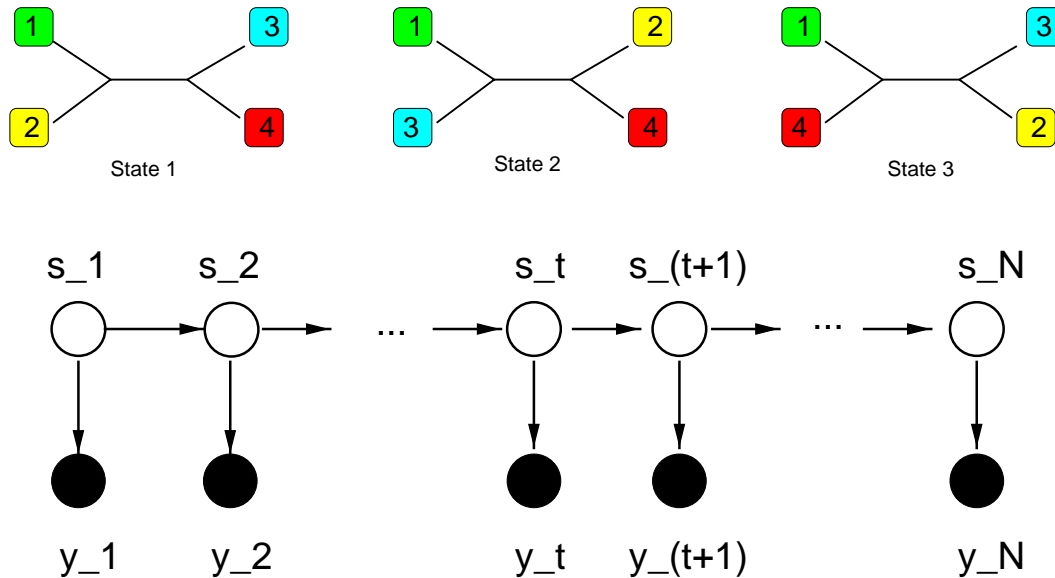 1 3 1 2 1 3
2 4 3 4 4 2
State 1 State 2 State 3
s_1 s_2 s_t s_(t+1) s_N
... ...
y_1 y_2 y_t y_(t+1) y_N